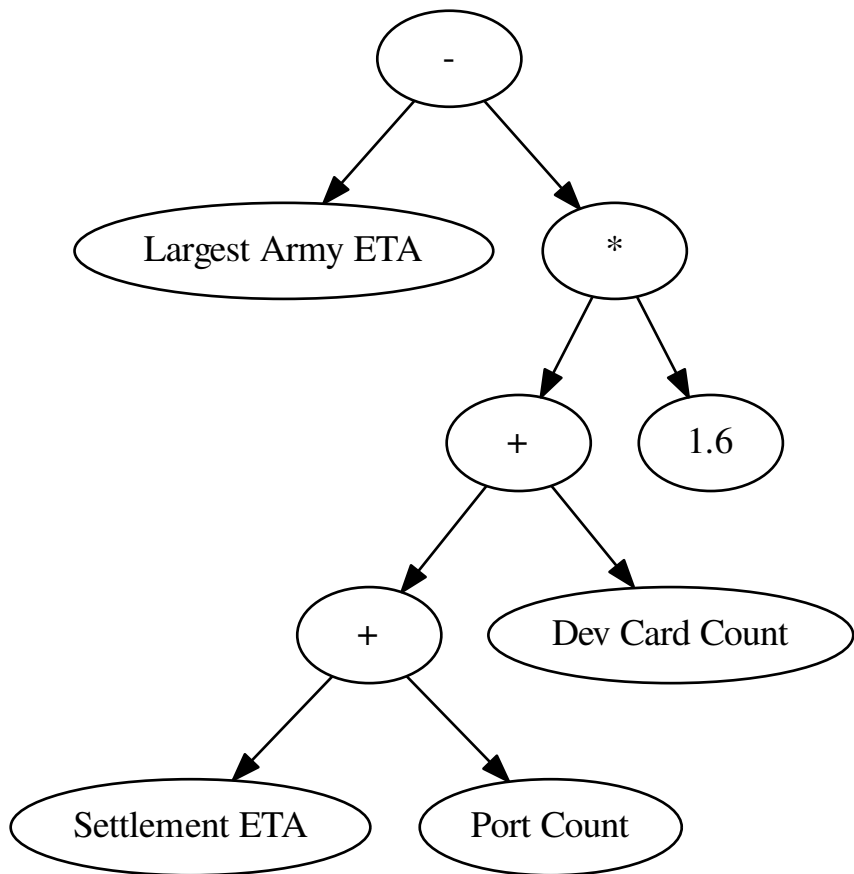 -
Largest Army ETA
*
+
1.6
+
Dev Card Count
Settlement ETA
Port Count